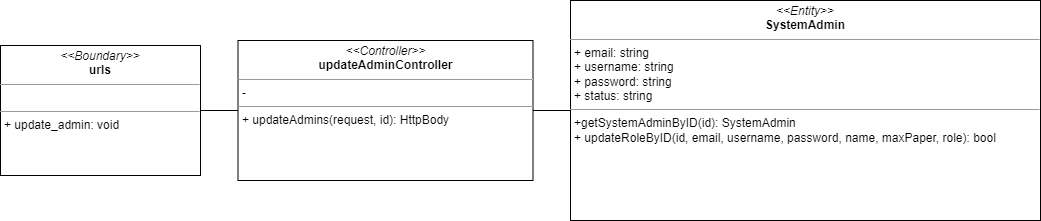 <<Boundary>>
urls
+ update_admin: void
<<Controller>>
updateAdminController
-
+ updateAdmins(request, id): HttpBody
<<Entity>>
SystemAdmin
+ email: string
+ username: string
+ password: string
+ status: string
+getSystemAdminByID(id): SystemAdmin
+ updateRoleByID(id, email, username, password, name, maxPaper, role): bool